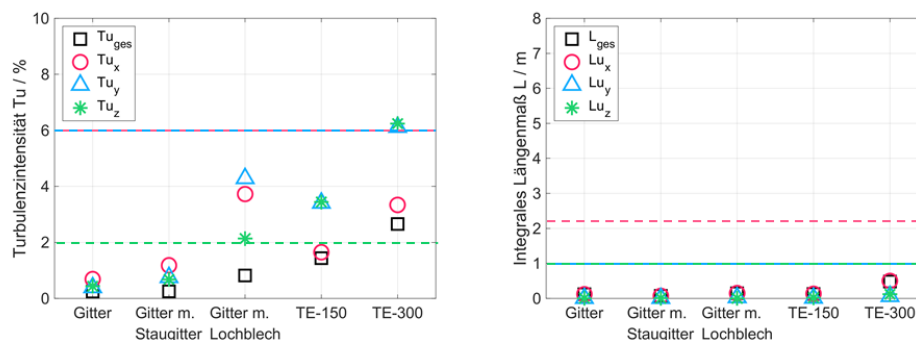 Turbulenzintensität Tu / %
10
8
6
4
2
0
Tu_ges
Tu_x
Tu_y
Tu_z
Gitter Gitter m. Gitter m. TE-150 TE-300
Staugitter Lochblech
Integrales Längenmaß L / m
8
7
6
5
4
3
2
1
0
L_ges
Lu_x
Lu_y
Lu_z
Gitter Gitter m. Gitter m. TE-150 TE-300
Staugitter Lochblech